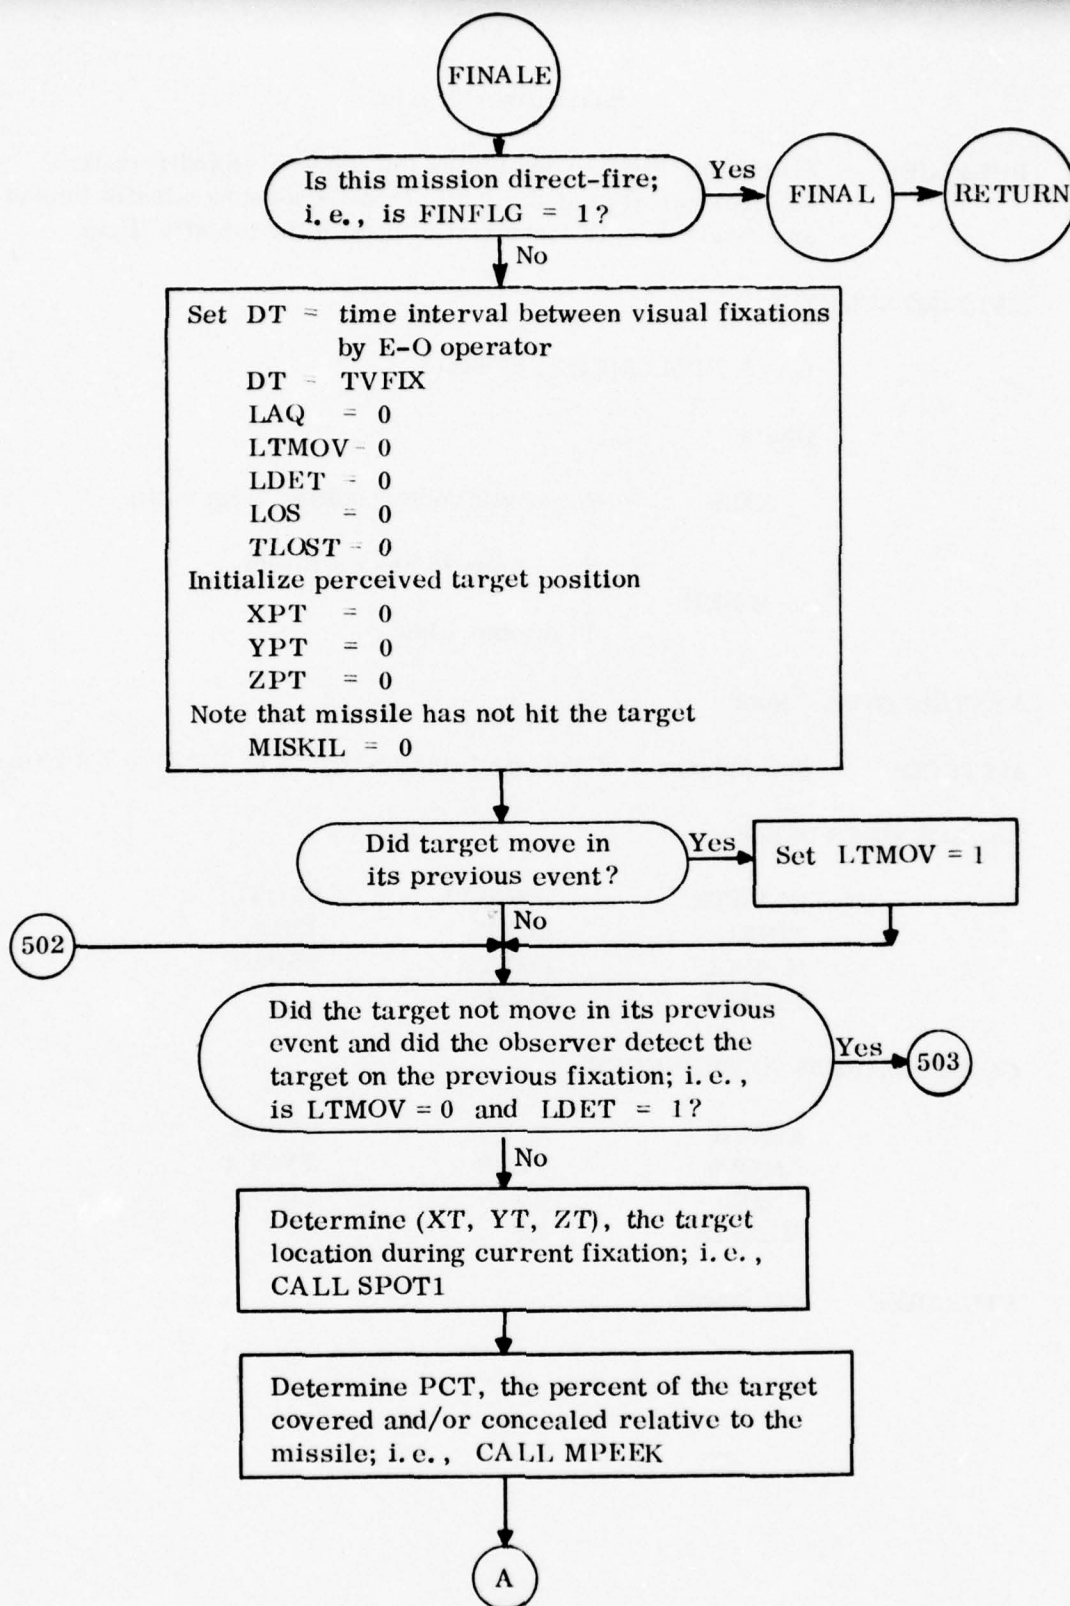 FINALE
Is this mission direct-fire;
i.e., is FINFLG = 1?
Yes
FINAL
RETURN
No
Set DT = time interval between visual fixations
by E-O operator
DT = TVFIX
LAQ = 0
LTMOV = 0
LDET = 0
LOS = 0
TLOST = 0
Initialize perceived target position
XPT = 0
YPT = 0
ZPT = 0
Note that missile has not hit the target
MISKIL = 0
Did target move in
its previous event?
Yes
Set LTMOV = 1
No
502
Did the target not move in its previous
event and did the observer detect the
target on the previous fixation; i.e.,
is LTMOV = 0 and LDET = 1?
Yes
503
No
Determine (XT, YT, ZT), the target
location during current fixation; i.e.,
CALL SPOT1
Determine PCT, the percent of the target
covered and/or concealed relative to the
missile; i.e., CALL MPEEK
A